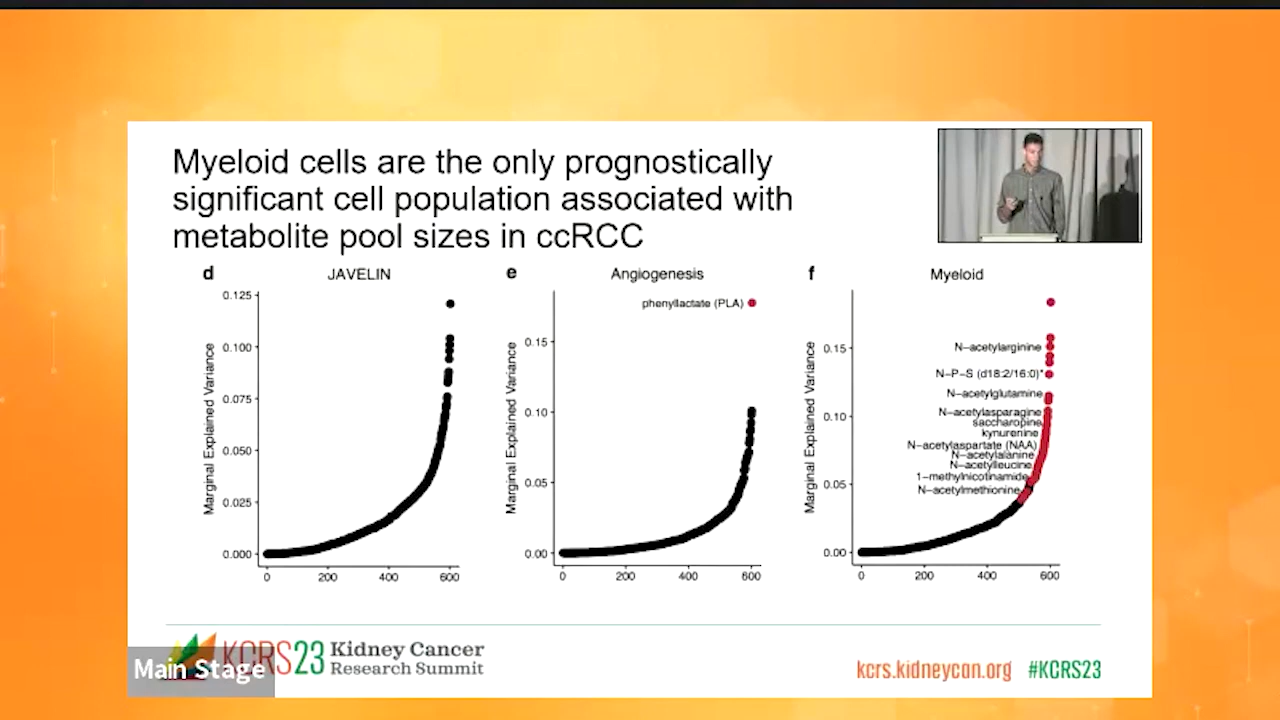 Myeloid cells are the only prognostically
significant cell population associated with
metabolite pool sizes in ccRCC
d
JAVELIN
Marginal Explained Variance
0.125
0.100
0.075
0.050
0.025
0.000
0
200
400
600
e
Angiogenesis
phenyllactate (PLA)
Marginal Explained Variance
0.15
0.10
0.05
0.00
0
200
400
600
f
Myeloid
Marginal Explained Variance
0.15
0.10
0.05
0.00
N−acetylarginine
N−P−S (d18:2/16:0)*
N−acetylglutamine
N−acetylasparagine
saccharopine
kynurenine
N−acetylaspartate (NAA)
N−acetylalanine
N−acetylleucine
1−methylnicotinamide
N−acetylmethionine
0
200
400
600
KCRS23 Kidney Cancer
Research Summit
Main Stage
kcrs.kidneycan.org #KCRS23